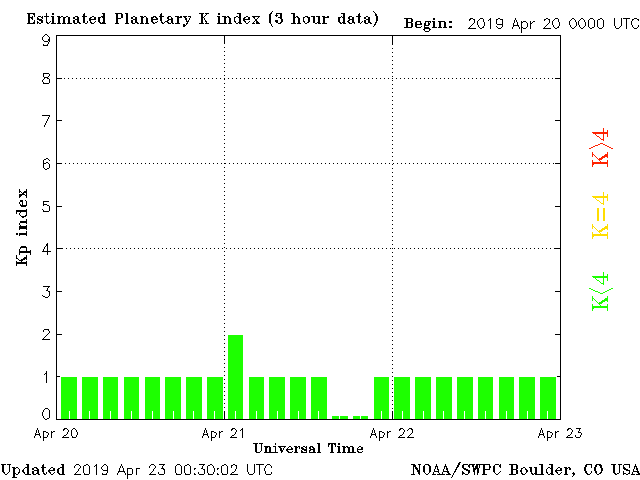 Estimated Planetary K index (3 hour data)
Begin: 2019 Apr 20 0000 UTC
9
8
7
6
5
4
3
2
1
0
Kp index
K>4
K=4
K<4
Apr 20
Apr 21
Apr 22
Apr 23
Universal Time
Updated 2019 Apr 23 00:30:02 UTC
NOAA/SWPC Boulder, CO USA